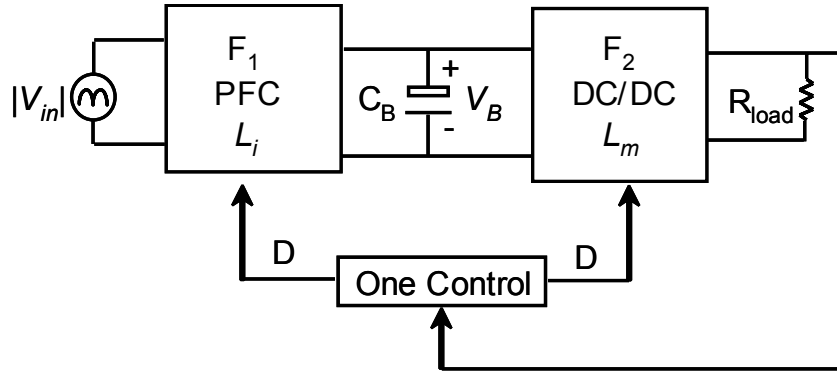 |V_in|
F_1
PFC
L_i
C_B
+
V_B
-
F_2
DC/DC
L_m
R_load
D
One Control
D